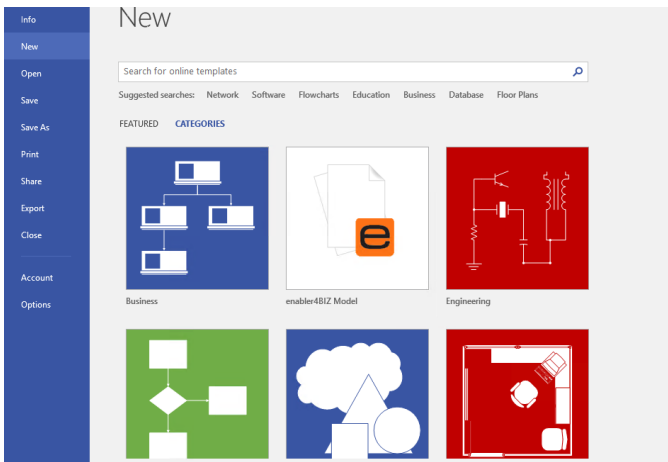 Info
New
Open
Save
Save As
Print
Share
Export
Close
Account
Options
New
Search for online templates
Suggested searches: Network Software Flowcharts Education Business Database Floor Plans
FEATURED CATEGORIES
e
Business enabler4BIZ Model Engineering